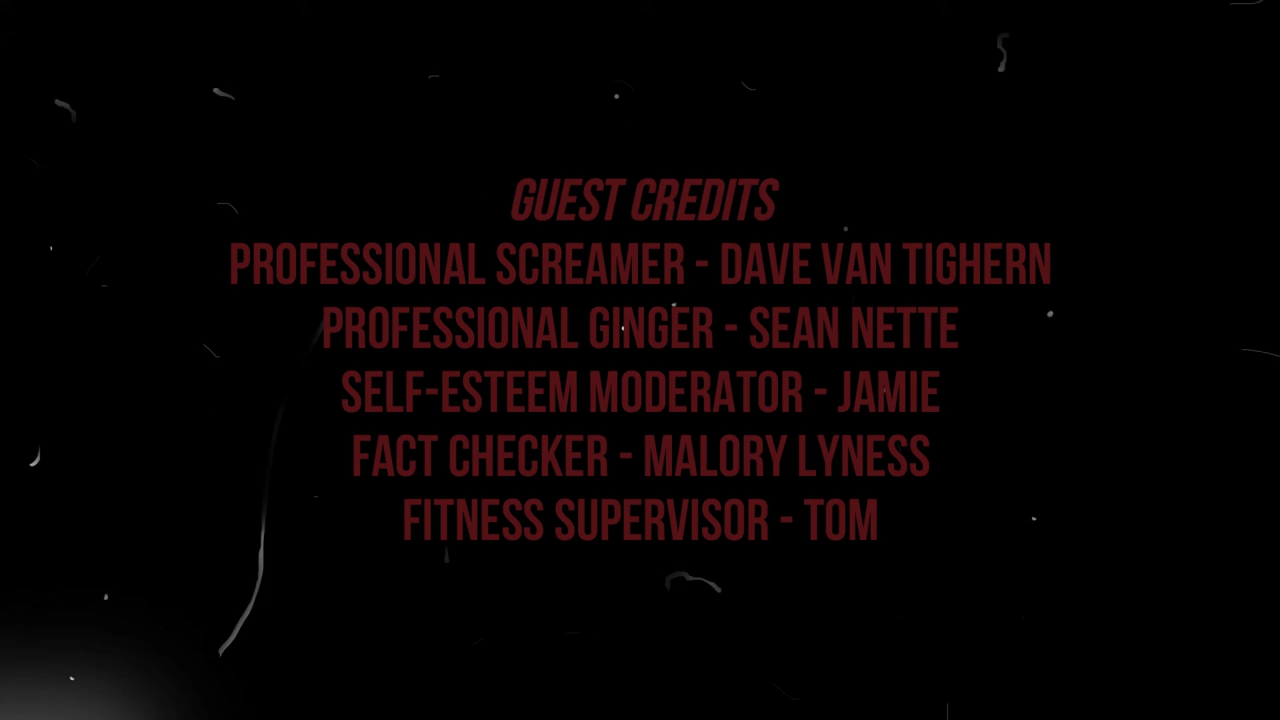 GUEST CREDITS
PROFESSIONAL SCREAMER - DAVE VAN TIGHERN
PROFESSIONAL GINGER - SEAN NETTE
SELF-ESTEEM MODERATOR - JAMIE
FACT CHECKER - MALORY LYNESS
FITNESS SUPERVISOR - TOM